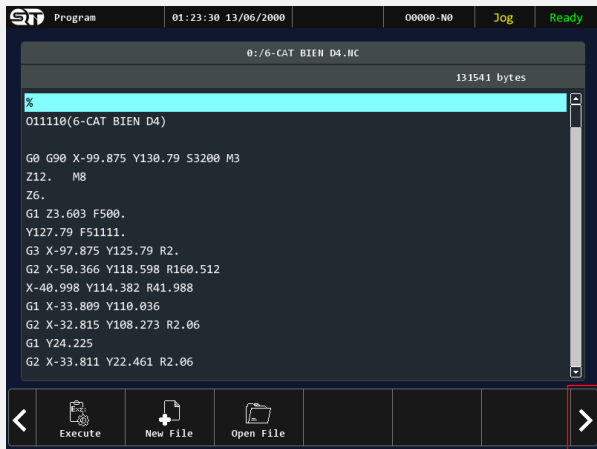 ST Program 01:23:30 13/06/2000 O0000-N0 Jog Ready
0:/6-CAT BIEN D4.NC
131541 bytes
%
O11110(6-CAT BIEN D4)
G0 G90 X-99.875 Y130.79 S3200 M3
Z12. M8
Z6.
G1 Z3.603 F500.
Y127.79 F51111.
G3 X-97.875 Y125.79 R2.
G2 X-50.366 Y118.598 R160.512
X-40.998 Y114.382 R41.988
G1 X-33.809 Y110.036
G2 X-32.815 Y108.273 R2.06
G1 Y24.225
G2 X-33.811 Y22.461 R2.06
Exe:
Execute New File Open File